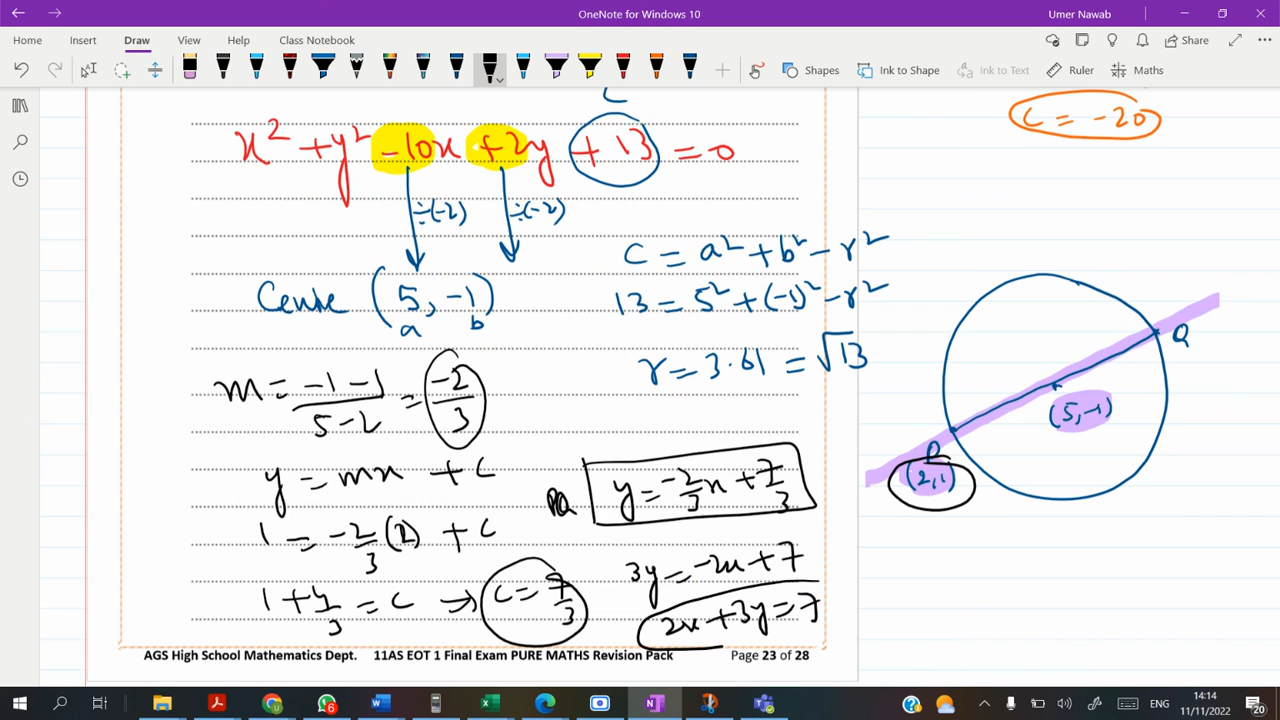 OneNote for Windows 10
Umer Nawab
Home Insert Draw View Help Class Notebook
Share
Shapes Ink to Shape Ink to Text Ruler Maths
C
C = -20
x² + y² -10x +2y +13 = 0
÷(-2) ÷(-2)
C = a² + b² - r²
Centre (5, -1)
a b
13 = 5² + (-1)² - r²
r = 3.61 = √13
Q
(5,-1)
P
(2,1)
m = -1-1/5-2 = -2/3
y = mx + c
y = -2/3x + 7/3
1 = -2/3(2) + c
3y = -2x + 7
1 + 4/3 = c → c = 7/3
2x + 3y = 7
AGS High School Mathematics Dept. 11AS EOT 1 Final Exam PURE MATHS Revision Pack Page 23 of 28
6
ENG
14:14
11/11/2022
20